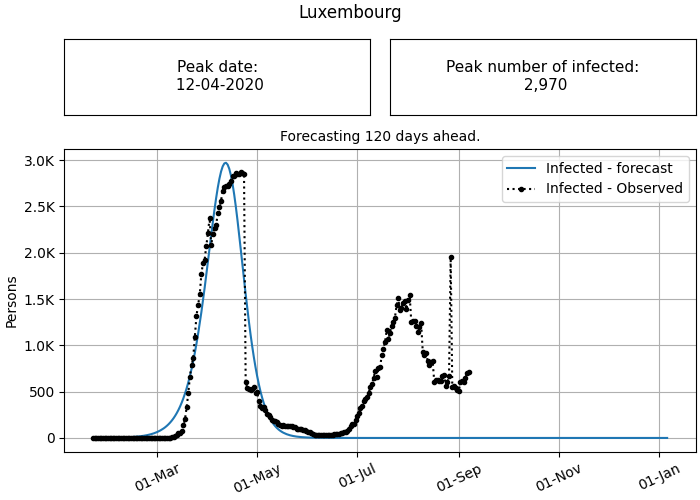 Luxembourg
Peak date:
12-04-2020
Peak number of infected:
2,970
Forecasting 120 days ahead.
Infected - forecast
Infected - Observed
3.0K
2.5K
2.0K
1.5K
1.0K
500
0
Persons
01-Mar
01-May
01-Jul
01-Sep
01-Nov
01-Jan